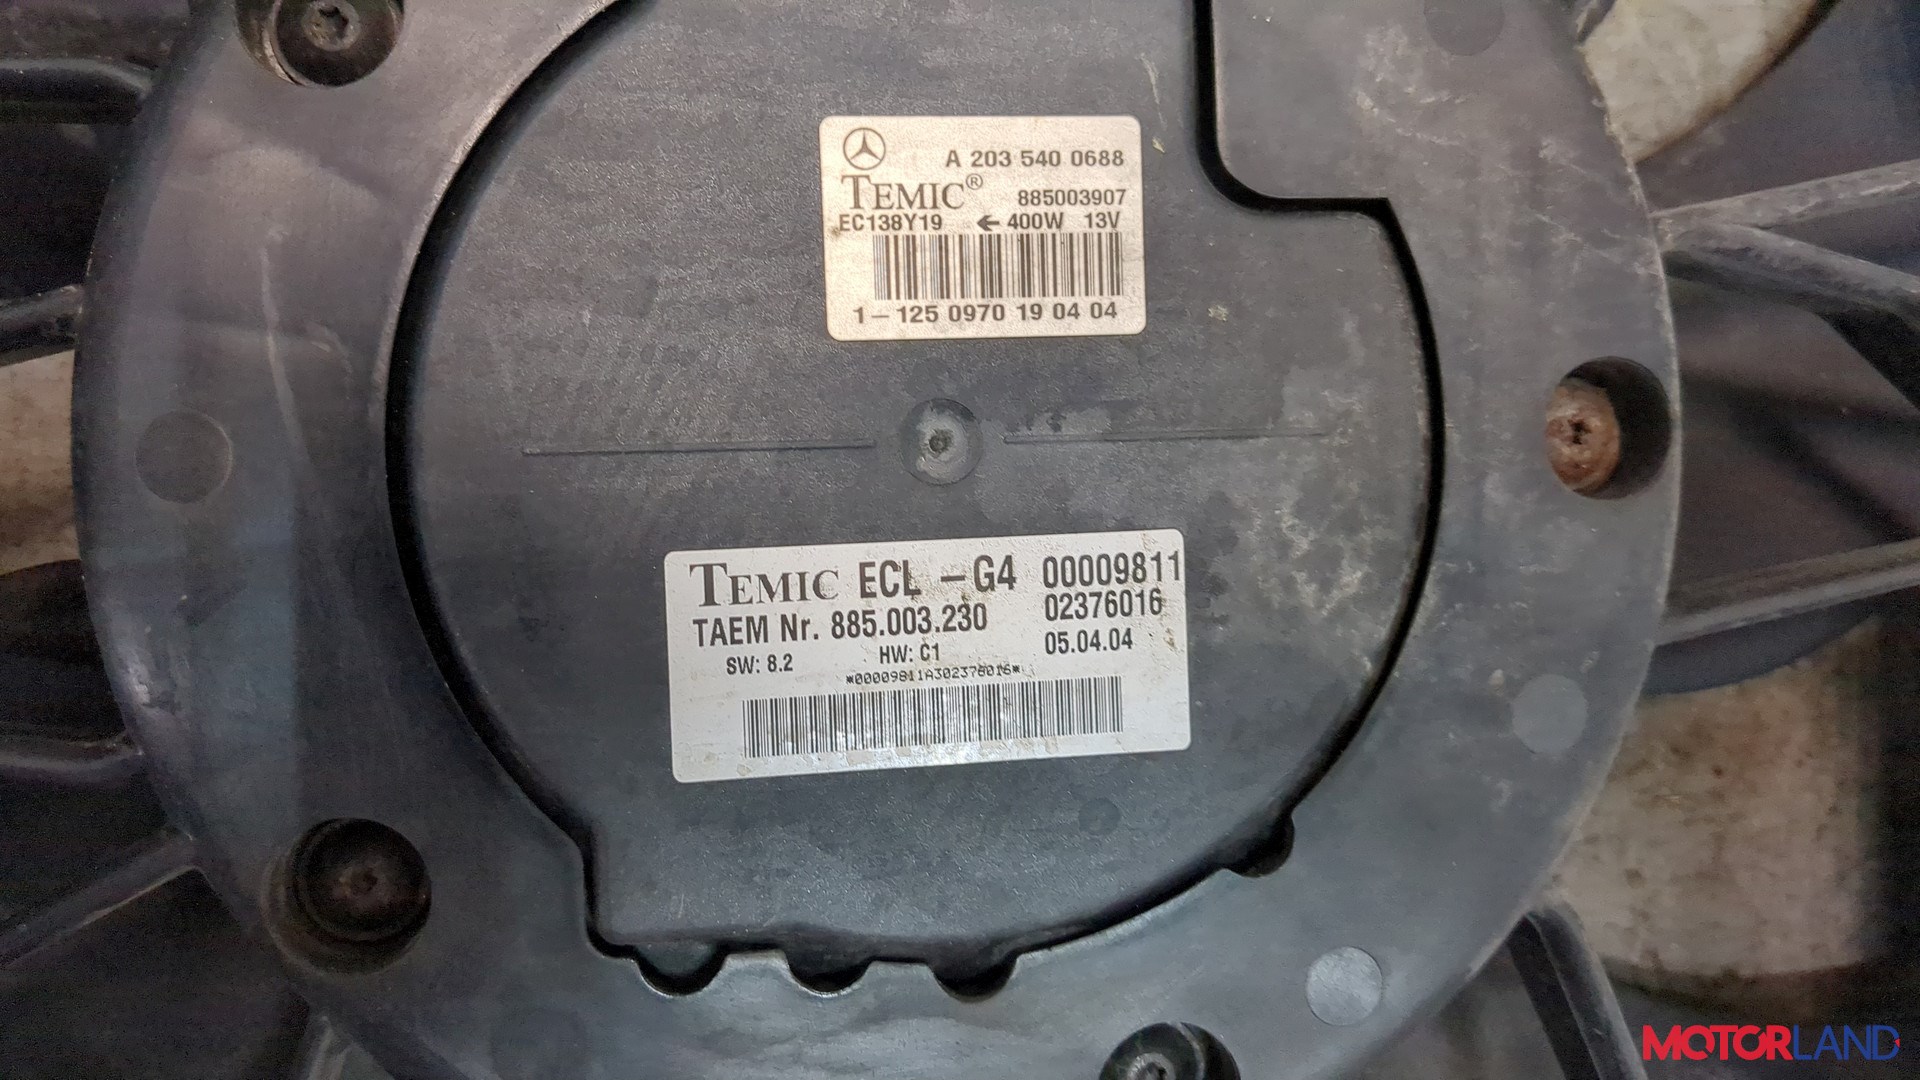 A 203 540 0688
TEMIC® 885003907
EC138Y19 ← 400W 13V
1-125 0970 19 04 04
TEMIC ECL -G4 00009811
TAEM Nr. 885.003.230 02376016
SW: 8.2 HW: C1 05.04.04
*00009811A302376016*
MOTORLAND